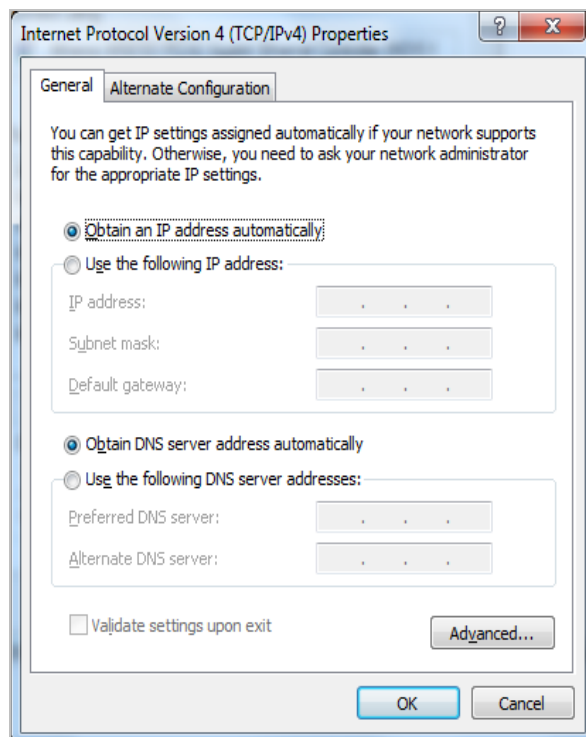 Internet Protocol Version 4 (TCP/IPv4) Properties
?
General
Alternate Configuration
You can get IP settings assigned automatically if your network supports
this capability. Otherwise, you need to ask your network administrator
for the appropriate IP settings.
Obtain an IP address automatically
Use the following IP address:
IP address:
Subnet mask:
Default gateway:
Obtain DNS server address automatically
Use the following DNS server addresses:
Preferred DNS server:
Alternate DNS server:
Validate settings upon exit
Advanced...
OK
Cancel